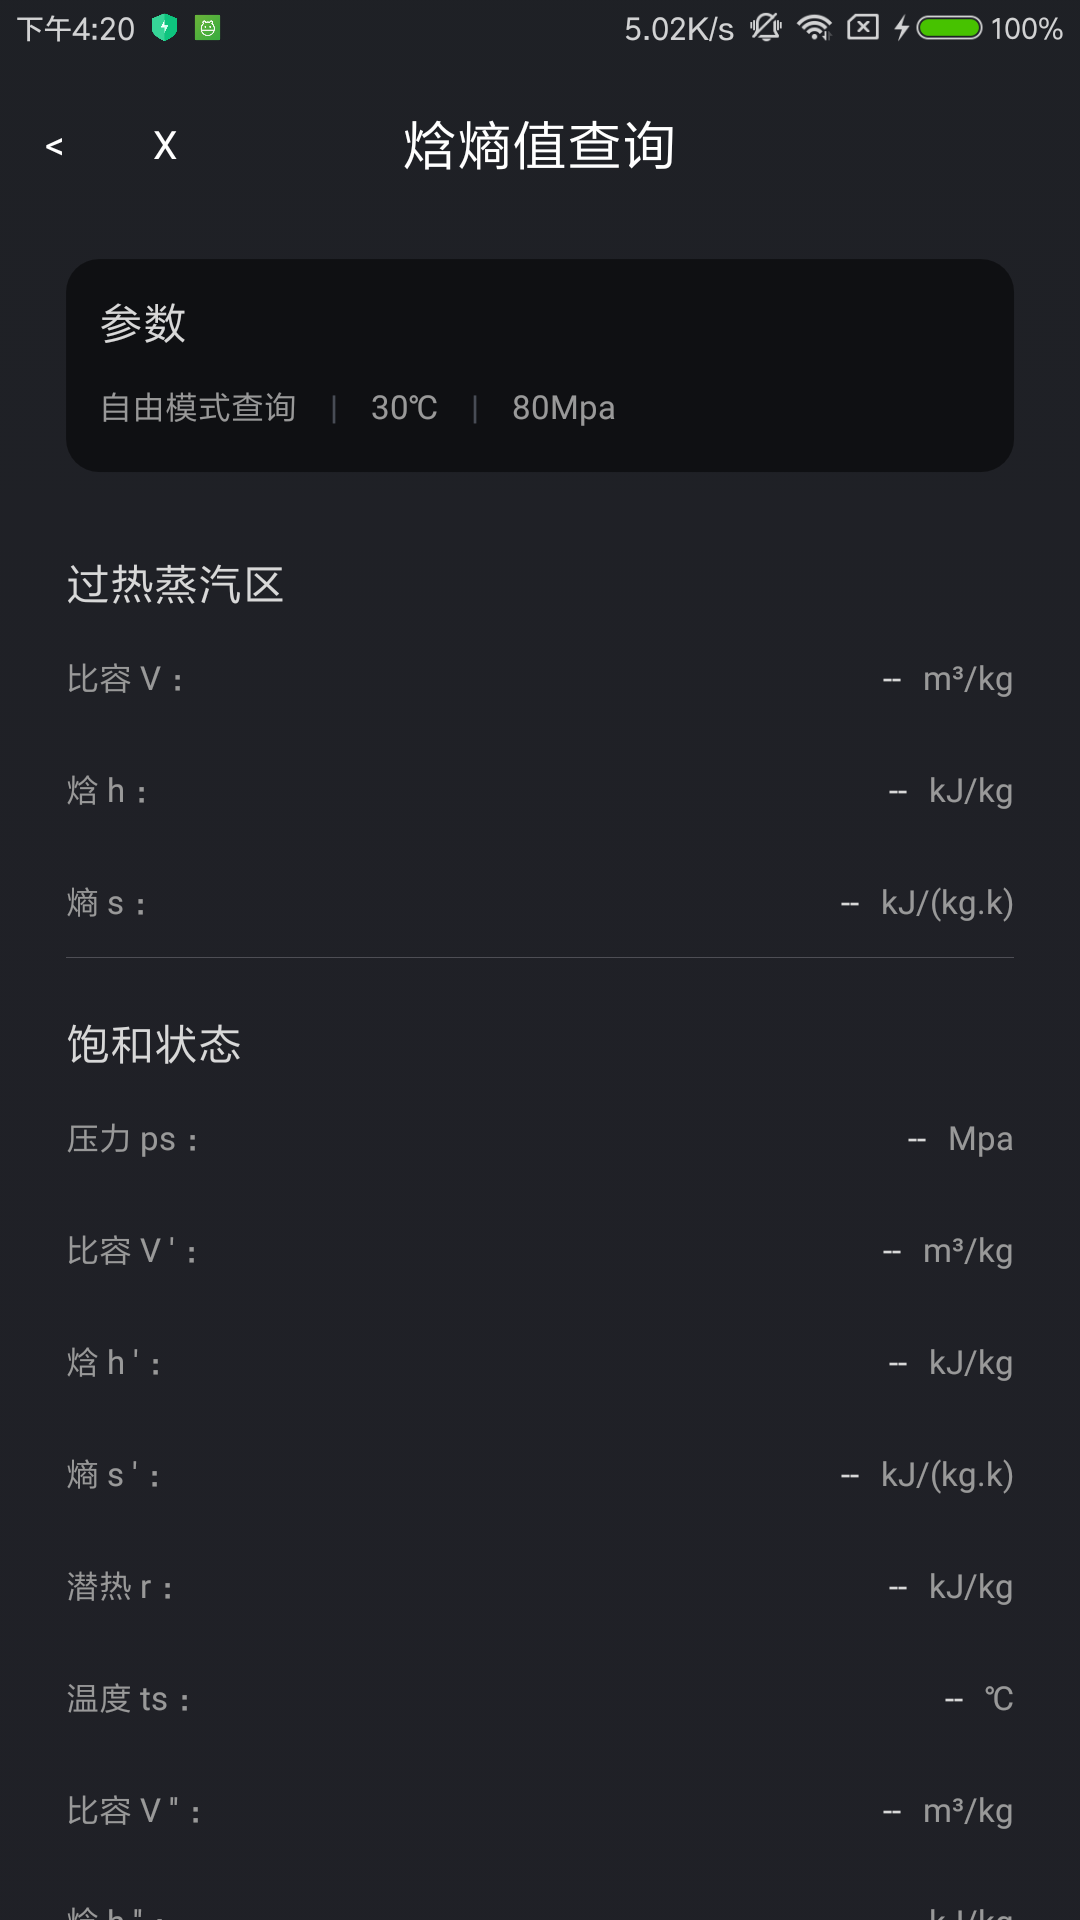 下午4:20 5.02K/s 100%
< X 焓熵值查询
参数
自由模式查询 | 30℃ | 80Mpa
过热蒸汽区
比容 V： -- m³/kg
焓 h： -- kJ/kg
熵 s： -- kJ/(kg.k)
饱和状态
压力 ps： -- Mpa
比容 V '： -- m³/kg
焓 h '： -- kJ/kg
熵 s '： -- kJ/(kg.k)
潜热 r： -- kJ/kg
温度 ts： -- ℃
比容 V "： -- m³/kg
焓 h "： kJ/kg